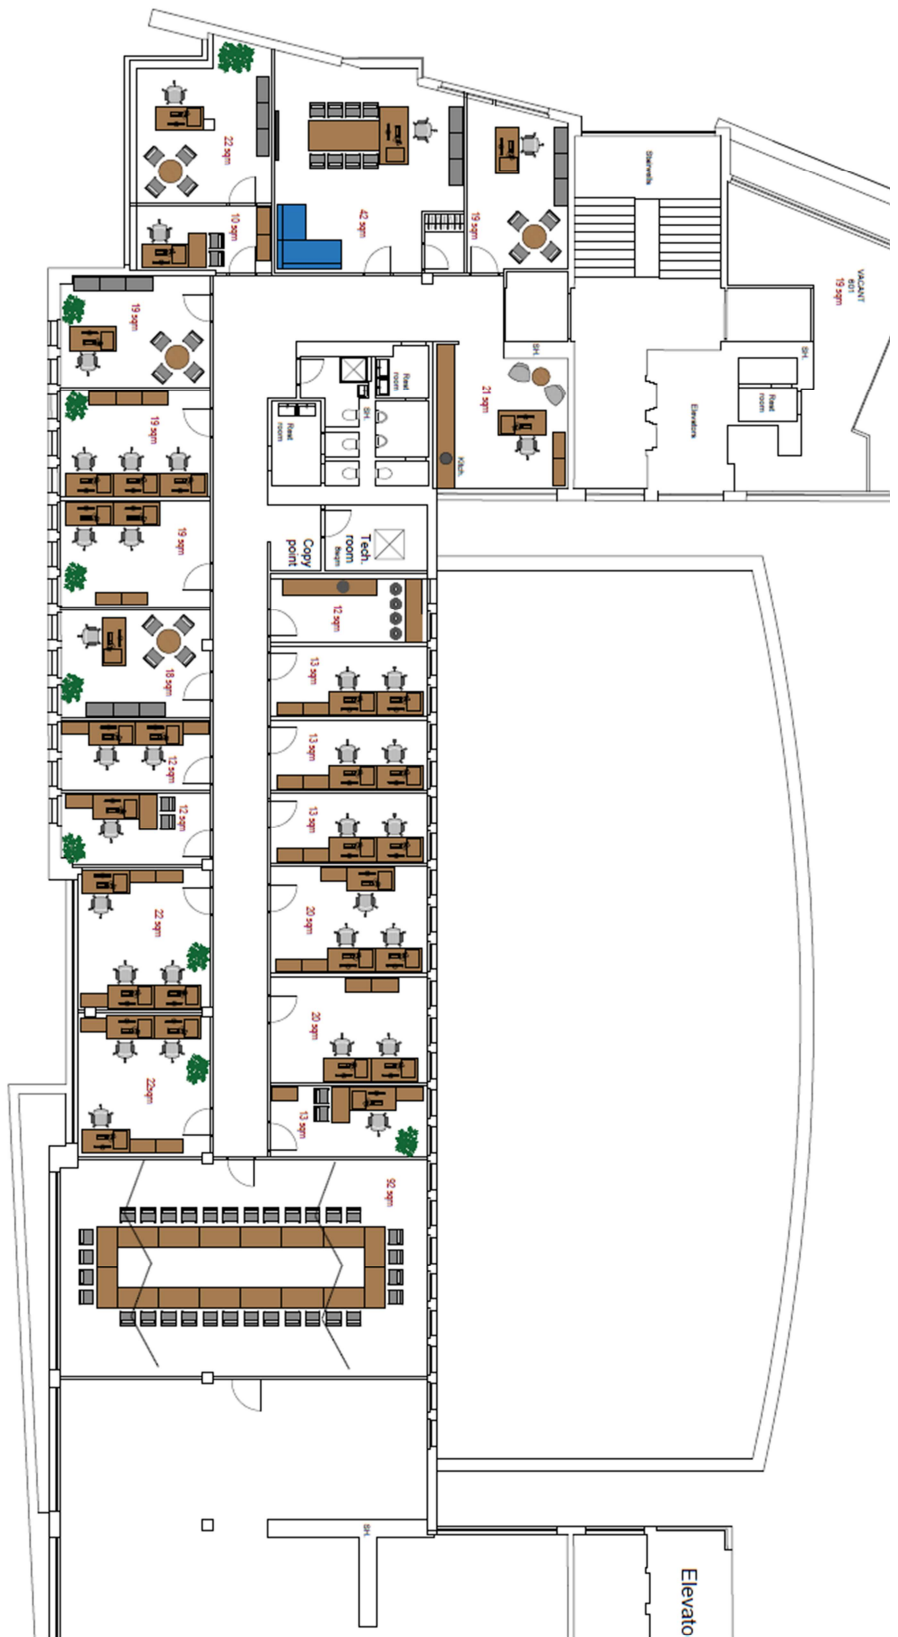 22 sqm
42 sqm
19 sqm
10 sqm
Stairwells
VACANT
601
19 sqm
19 sqm
SH.
Rest
room
Elevators
SH.
Rest
room
SH.
Rest
room
21 sqm
Kitch.
19 sqm
19 sqm
Copy
point
Tech.
room
8sqm
12 sqm
18 sqm
13 sqm
12 sqm
13 sqm
12 sqm
13 sqm
22 sqm
20 sqm
20 sqm
22sqm
13 sqm
92 sqm
SH.
Elevato